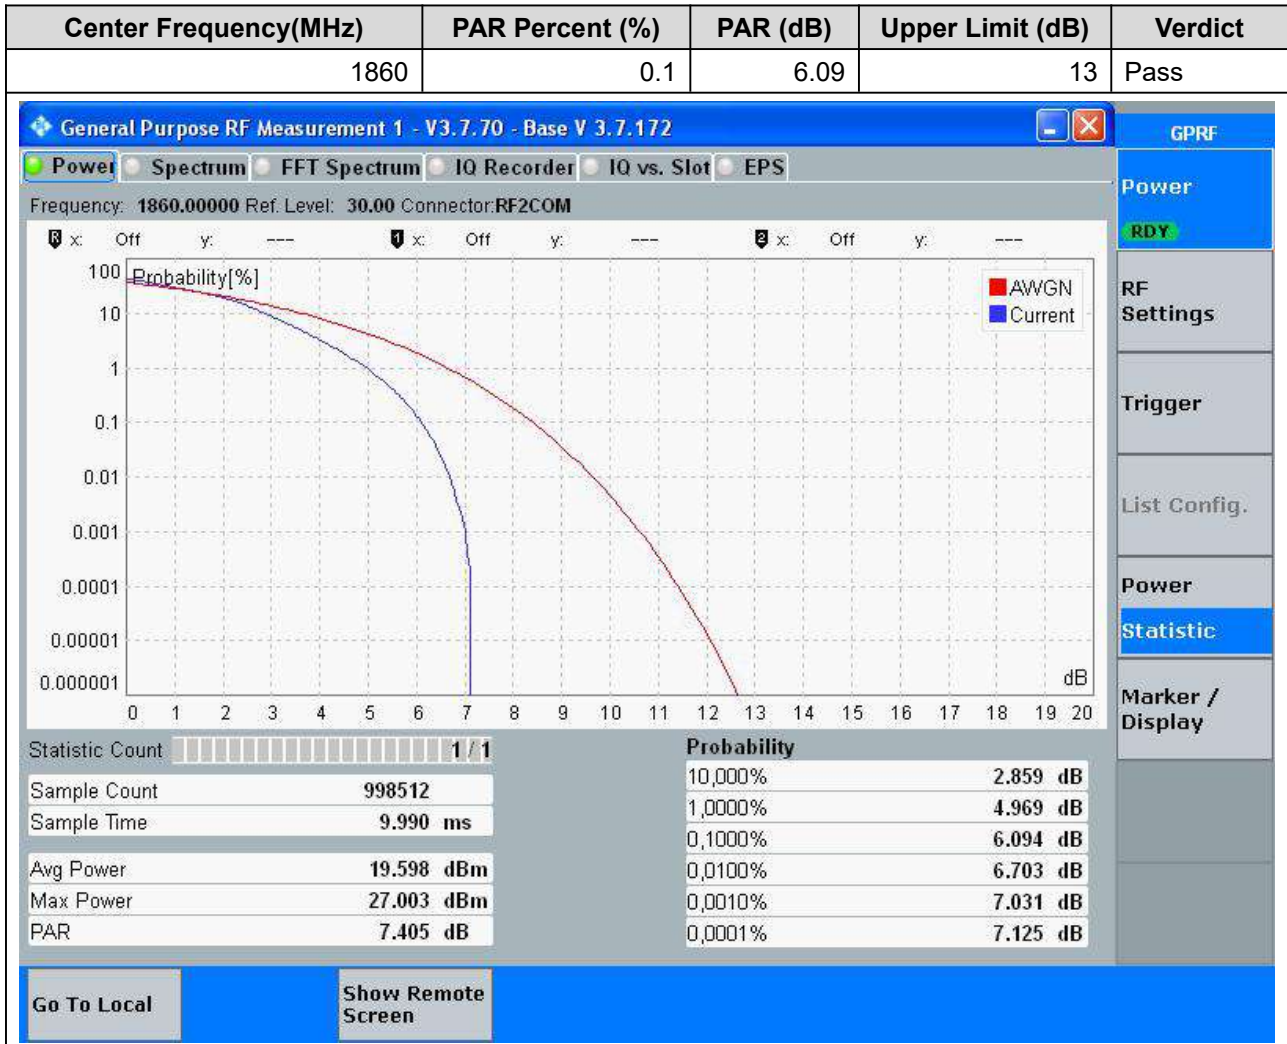 Center Frequency(MHz) PAR Percent (%) PAR (dB) Upper Limit (dB) Verdict
1860 0.1 6.09 13 Pass
General Purpose RF Measurement 1 - V3.7.70 - Base V 3.7.172
GPRF
Power Spectrum FFT Spectrum IQ Recorder IQ vs. Slot EPS
Power
RDY
Frequency: 1860.00000 Ref. Level: 30.00 Connector:RF2COM
R x: Off y: --- 1 x: Off y: --- 2 x: Off y: ---
Probability[%]
AWGN
Current
100
10
1
0.1
0.01
0.001
0.0001
0.00001
0.000001
dB
0 1 2 3 4 5 6 7 8 9 10 11 12 13 14 15 16 17 18 19 20
RF
Settings
Trigger
List Config.
Power
Statistic
Marker /
Display
Statistic Count 1 / 1
Sample Count 998512
Sample Time 9.990 ms
Avg Power 19.598 dBm
Max Power 27.003 dBm
PAR 7.405 dB
Probability
10,000% 2.859 dB
1,0000% 4.969 dB
0,1000% 6.094 dB
0,0100% 6.703 dB
0,0010% 7.031 dB
0,0001% 7.125 dB
Go To Local
Show Remote
Screen